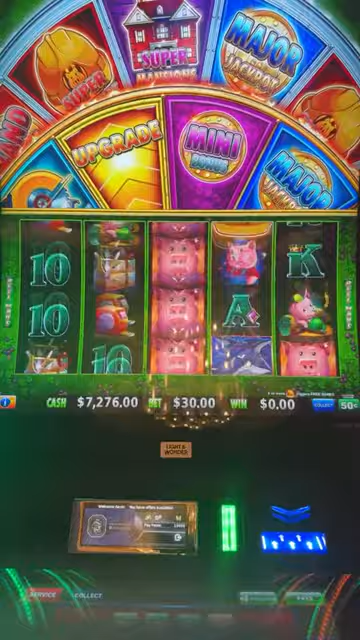 SUPER
SUPER
MANSIONS
MAJOR
JACKPOT
UPGRADE
MINI
BONUS
MAJOR
10
10
10
K
A
CASH $7,276.00 BET $30.00 WIN $0.00
COLLECT
50¢
LIGHT &
WONDER
SERVICE COLLECT